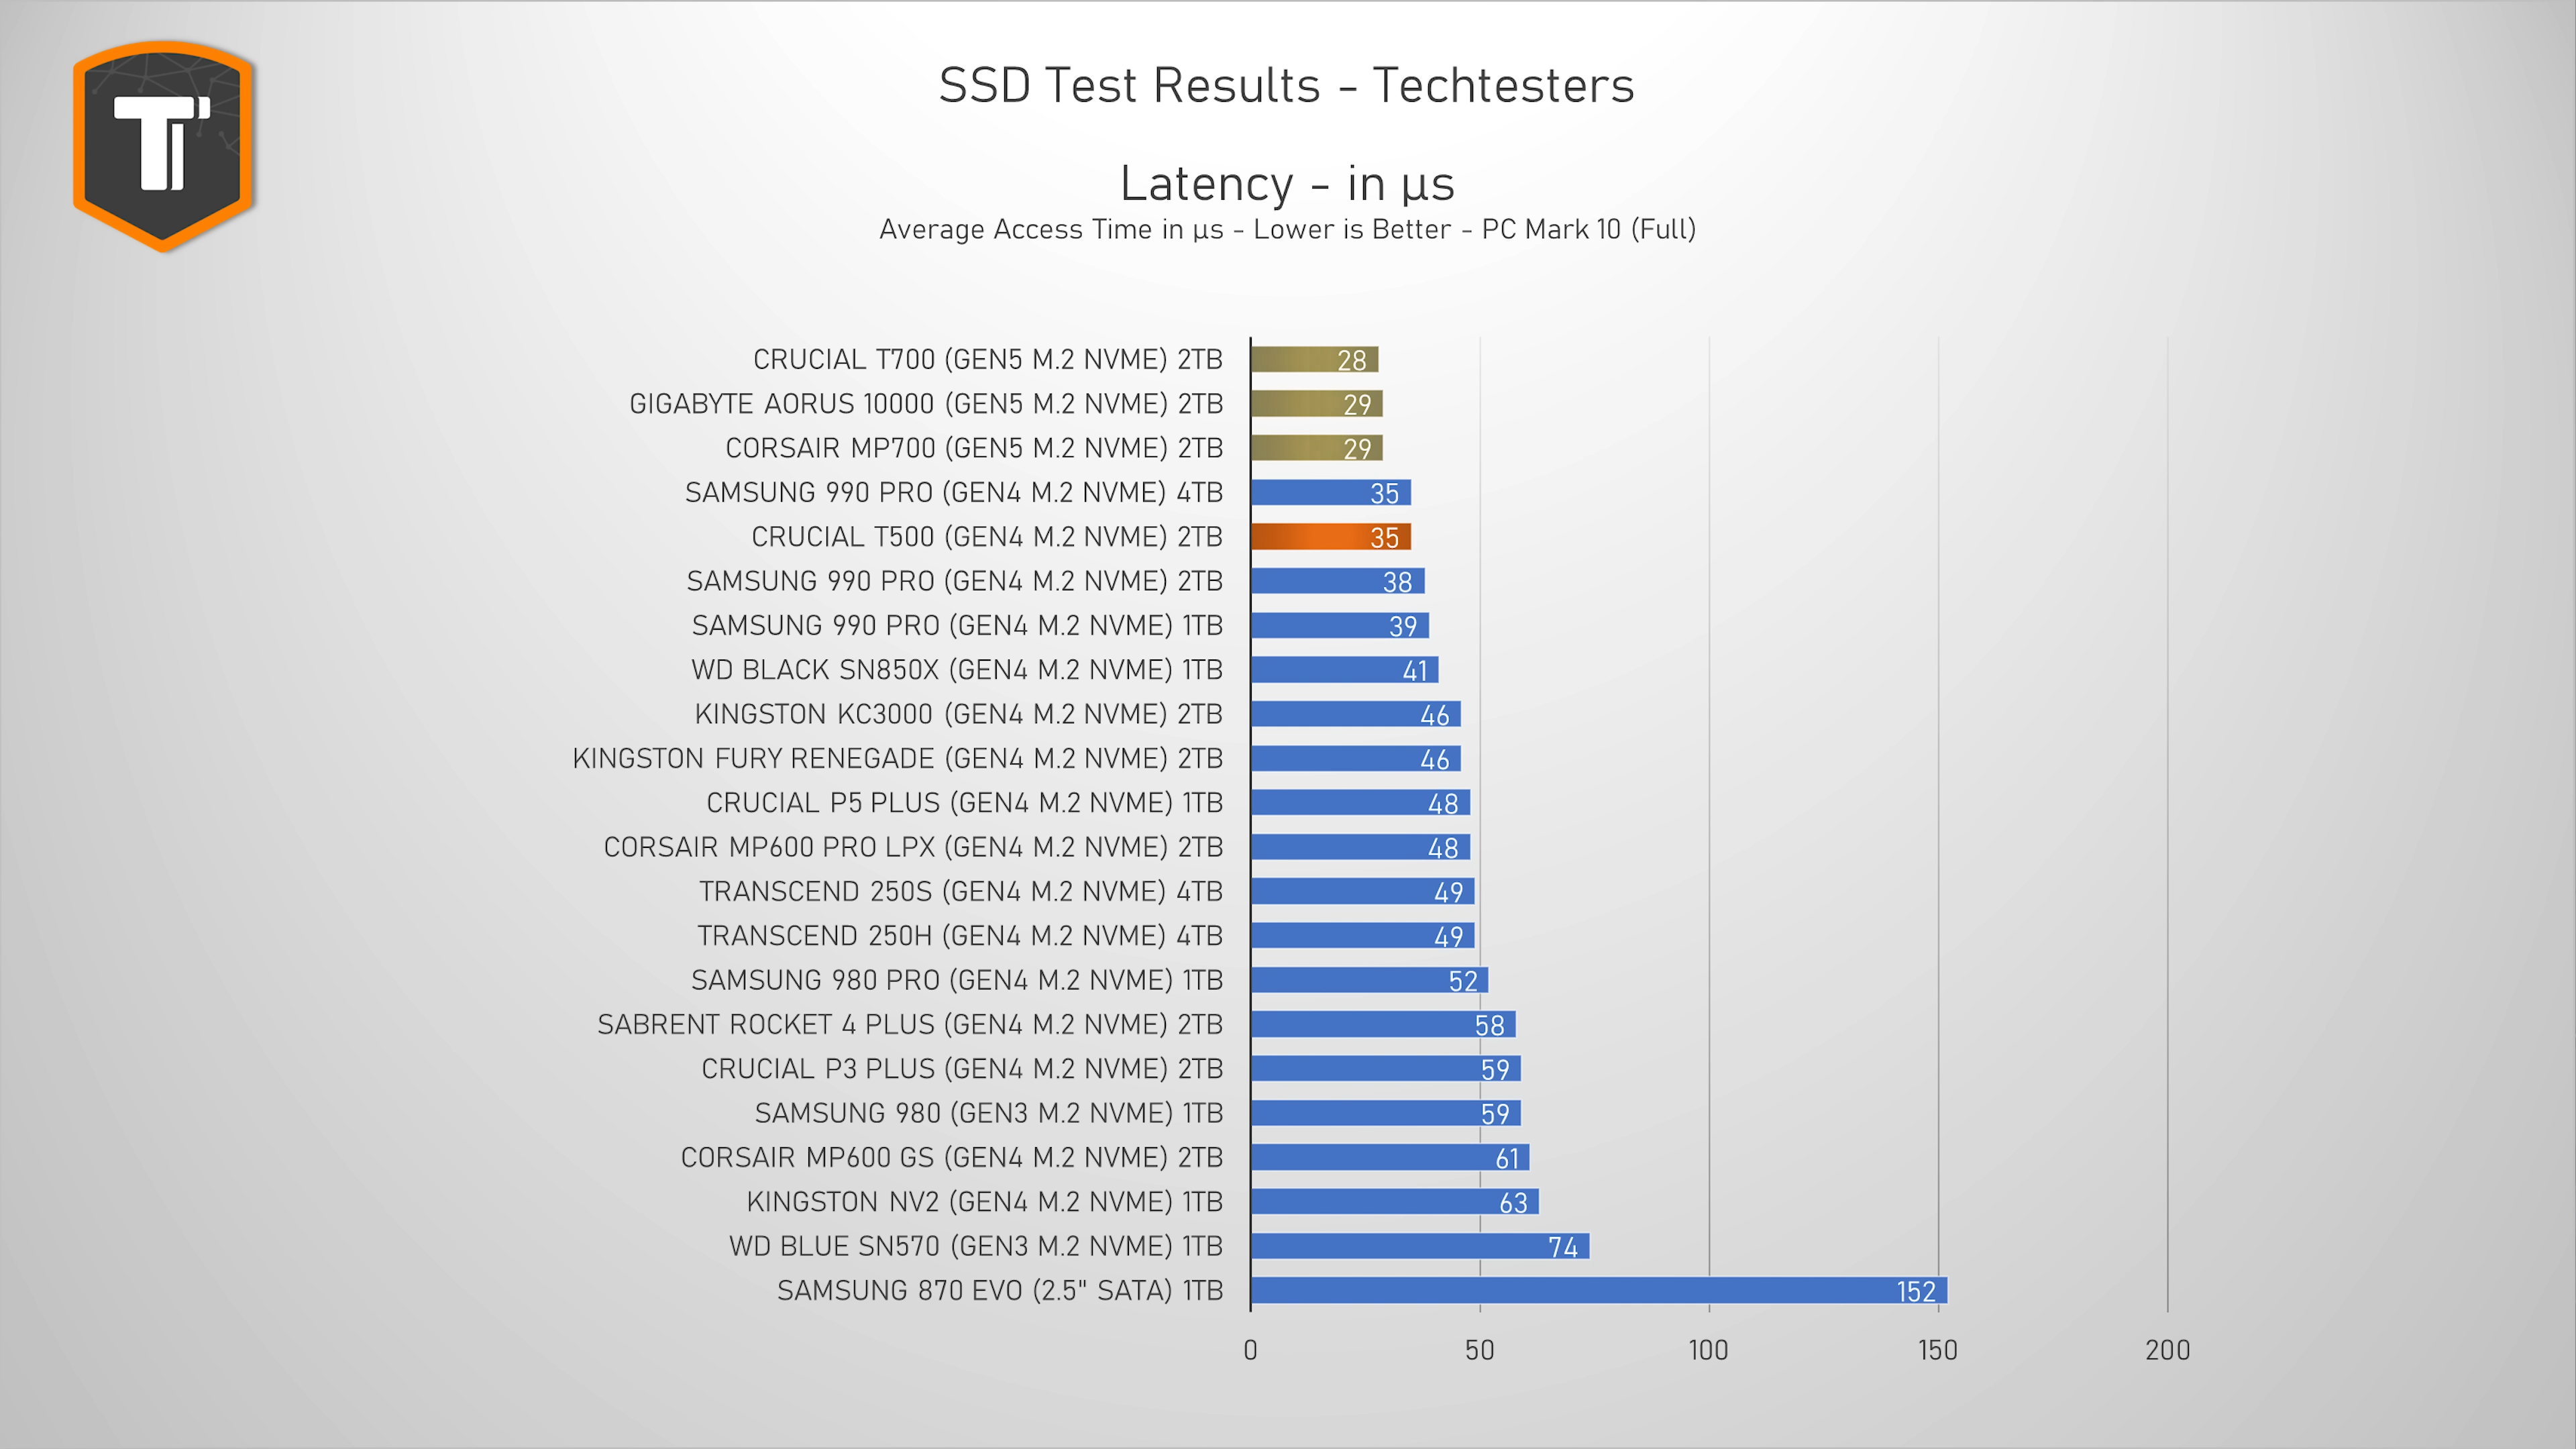 SSD Test Results - Techtesters
Latency - in µs
Average Access Time in µs - Lower is Better - PC Mark 10 (Full)
CRUCIAL T700 (GEN5 M.2 NVME) 2TB 28
GIGABYTE AORUS 10000 (GEN5 M.2 NVME) 2TB 29
CORSAIR MP700 (GEN5 M.2 NVME) 2TB 29
SAMSUNG 990 PRO (GEN4 M.2 NVME) 4TB 35
CRUCIAL T500 (GEN4 M.2 NVME) 2TB 35
SAMSUNG 990 PRO (GEN4 M.2 NVME) 2TB 38
SAMSUNG 990 PRO (GEN4 M.2 NVME) 1TB 39
WD BLACK SN850X (GEN4 M.2 NVME) 1TB 41
KINGSTON KC3000 (GEN4 M.2 NVME) 2TB 46
KINGSTON FURY RENEGADE (GEN4 M.2 NVME) 2TB 46
CRUCIAL P5 PLUS (GEN4 M.2 NVME) 1TB 48
CORSAIR MP600 PRO LPX (GEN4 M.2 NVME) 2TB 48
TRANSCEND 250S (GEN4 M.2 NVME) 4TB 49
TRANSCEND 250H (GEN4 M.2 NVME) 4TB 49
SAMSUNG 980 PRO (GEN4 M.2 NVME) 1TB 52
SABRENT ROCKET 4 PLUS (GEN4 M.2 NVME) 2TB 58
CRUCIAL P3 PLUS (GEN4 M.2 NVME) 2TB 59
SAMSUNG 980 (GEN3 M.2 NVME) 1TB 59
CORSAIR MP600 GS (GEN4 M.2 NVME) 2TB 61
KINGSTON NV2 (GEN4 M.2 NVME) 1TB 63
WD BLUE SN570 (GEN3 M.2 NVME) 1TB 74
SAMSUNG 870 EVO (2.5" SATA) 1TB 152
0 50 100 150 200